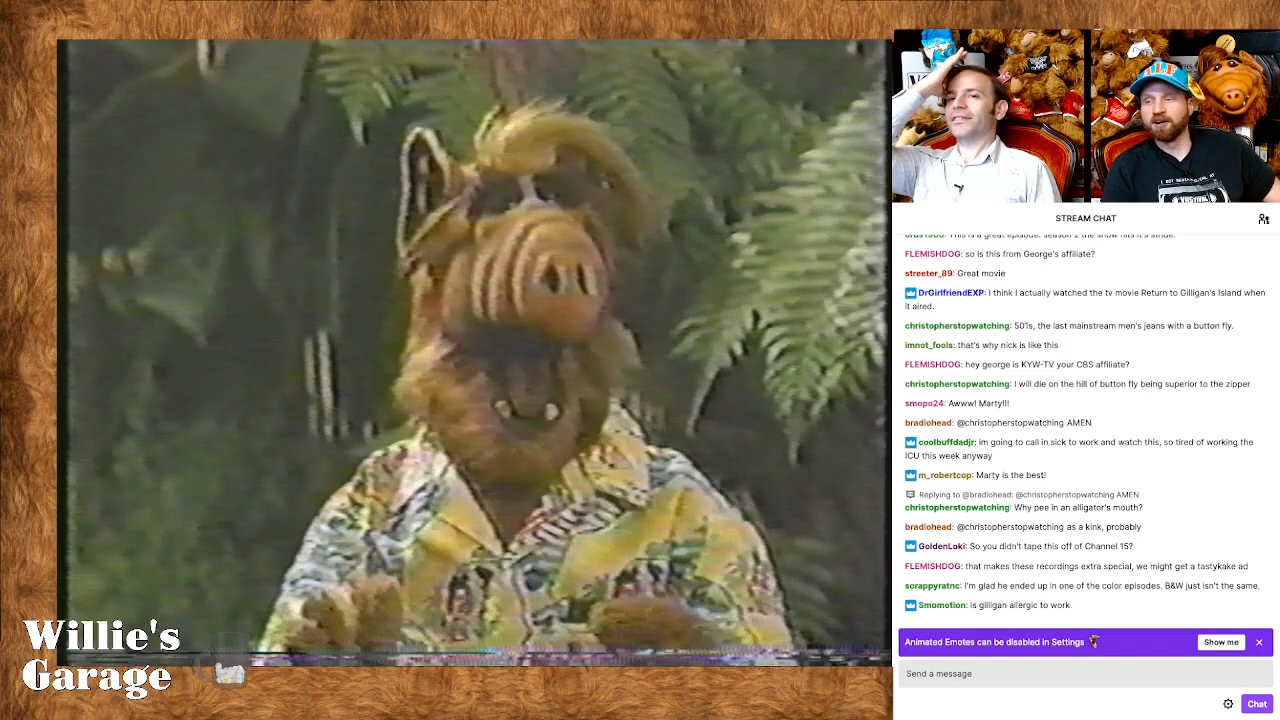 ALF
STREAM CHAT
FLEMISHDOG: so is this from George's affiliate?
streeter_89: Great movie
DrGirlfriendEXP: I think I actually watched the tv movie Return to Gilligan's Island when
it aired.
christopherstopwatching: 501s, the last mainstream men's jeans with a button fly.
imnot_fools: that's why nick is like this
FLEMISHDOG: hey george is KYW-TV your CBS affiliate?
christopherstopwatching: I will die on the hill of button fly being superior to the zipper
smopo24: Awww! Marty!!!
bradiohead: @christopherstopwatching AMEN
coolbuffdadjr: im going to call in sick to work and watch this, so tired of working the
ICU this week anyway
m_robertcop: Marty is the best!
Replying to @bradiohead: @christopherstopwatching AMEN
christopherstopwatching: Why pee in an alligator's mouth?
bradiohead: @christopherstopwatching as a kink, probably
GoldenLoki: So you didn't tape this off of Channel 15?
FLEMISHDOG: that makes these recordings extra special, we might get a tastykake ad
scrappyratnc: I'm glad he ended up in one of the color episodes. B&W just isn't the same.
Smomotion: is gilligan allergic to work
Animated Emotes can be disabled in Settings
Show me
Send a message
Chat
Willie's
Garage